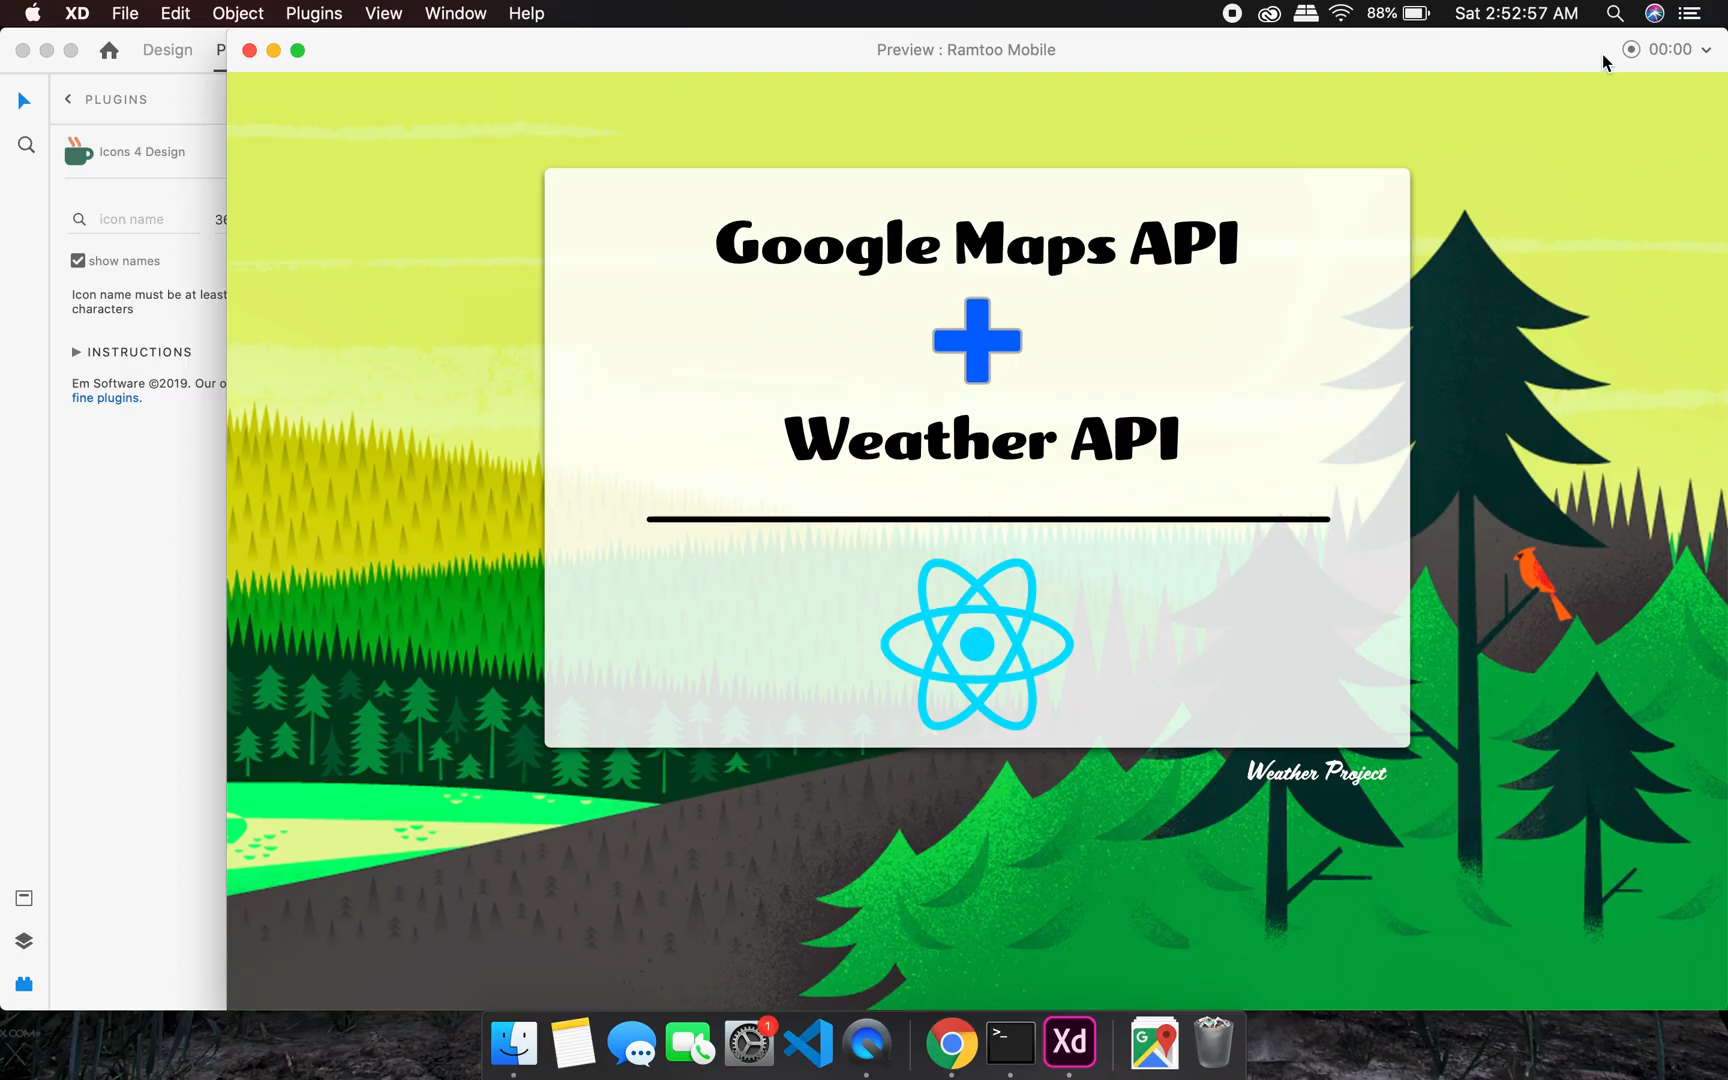 XD File Edit Object Plugins View Window Help
88% Sat 2:52:57 AM
Design P
Preview : Ramtoo Mobile
00:00
PLUGINS
Icons 4 Design
icon name 36
show names
Icon name must be at least
characters
INSTRUCTIONS
Em Software ©2019. Our o
fine plugins.
Google Maps API
Weather API
Weather Project
X.COM
1
>_
Xd
G